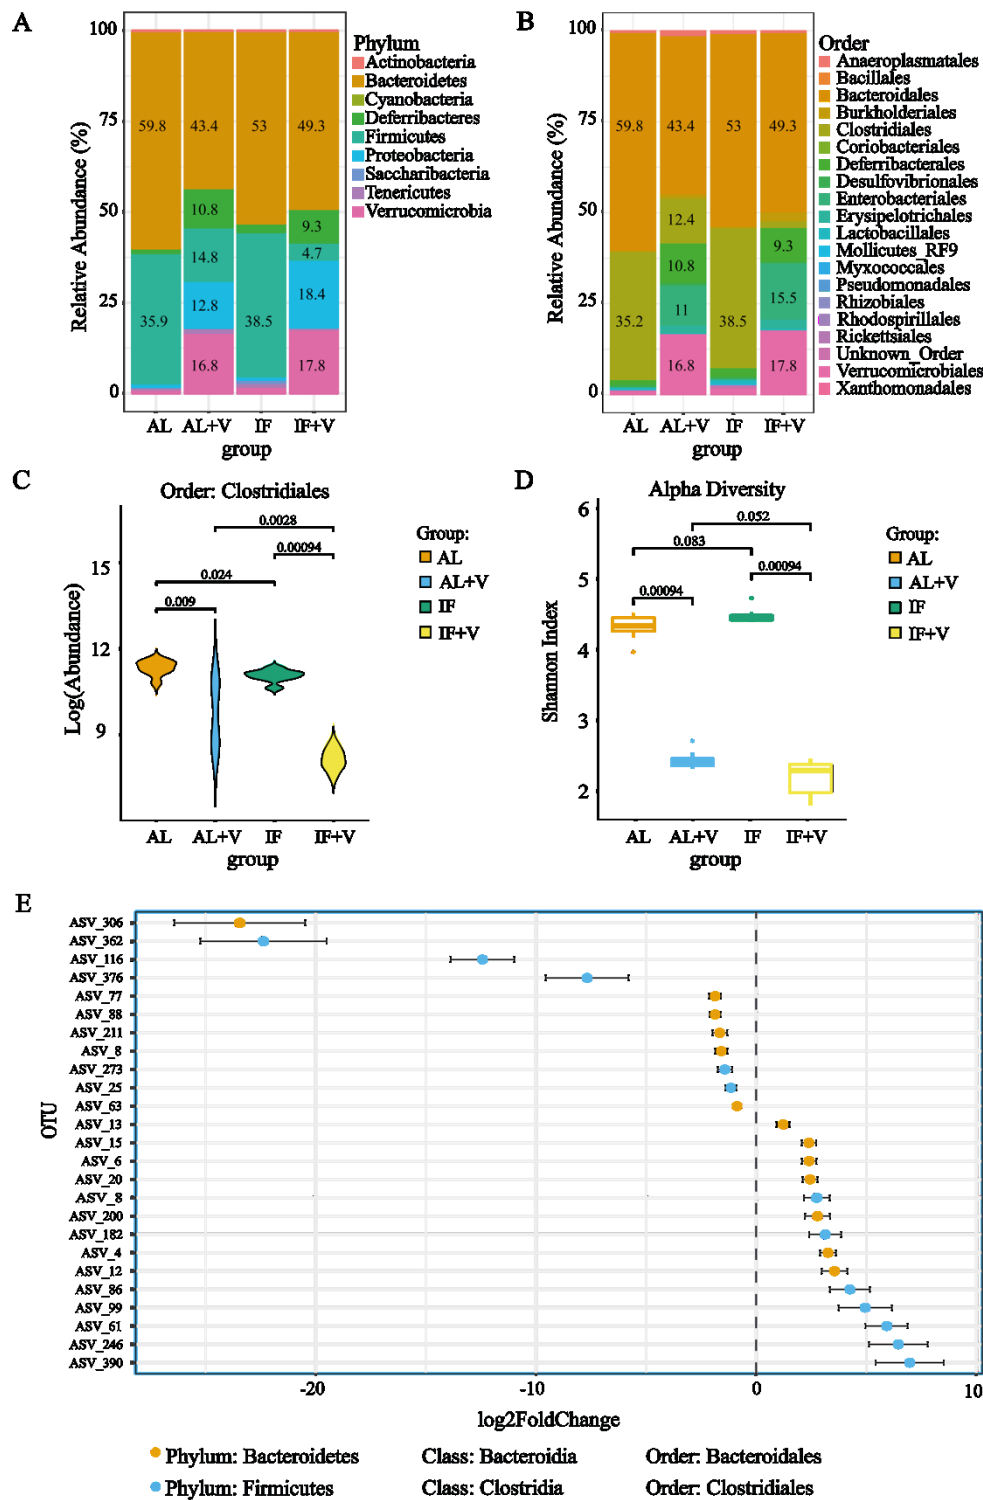 A
100
75
50
25
0
Relative Abundance (%)
59.8
43.4
53
49.3
10.8
9.3
14.8
4.7
12.8
18.4
35.9
38.5
16.8
17.8
AL
AL+V
IF
IF+V
group
Phylum
Actinobacteria
Bacteroidetes
Cyanobacteria
Deferribacteres
Firmicutes
Proteobacteria
Saccharibacteria
Tenericutes
Verrucomicrobia
B
100
75
50
25
0
Relative Abundance (%)
59.8
43.4
53
49.3
12.4
10.8
9.3
11
15.5
35.2
38.5
16.8
17.8
AL
AL+V
IF
IF+V
group
Order
Anaeroplasmatales
Bacillales
Bacteroidales
Burkholderiales
Clostridiales
Coriobacteriales
Deferribacterales
Desulfovibrionales
Enterobacteriales
Erysipelotrichales
Lactobacillales
Mollicutes_RF9
Myxococcales
Pseudomonadales
Rhizobiales
Rhodospirillales
Rickettsiales
Unknown_Order
Verrucomicrobiales
Xanthomonadales
C
Order: Clostridiales
0.0028
0.00094
0.024
0.009
15
12
9
Log(Abundance)
AL
AL+V
IF
IF+V
group
Group:
AL
AL+V
IF
IF+V
D
Alpha Diversity
0.052
0.083
0.00094
0.00094
6
5
4
3
2
Shannon Index
AL
AL+V
IF
IF+V
group
Group:
AL
AL+V
IF
IF+V
E
ASV_306
ASV_362
ASV_116
ASV_376
ASV_77
ASV_88
ASV_211
ASV_8
ASV_273
ASV_25
ASV_63
ASV_13
ASV_15
ASV_6
ASV_20
ASV_8
ASV_200
ASV_182
ASV_4
ASV_12
ASV_86
ASV_99
ASV_61
ASV_246
ASV_390
OTU
-20
-10
0
10
log2FoldChange
Phylum: Bacteroidetes Class: Bacteroidia Order: Bacteroidales
Phylum: Firmicutes Class: Clostridia Order: Clostridiales